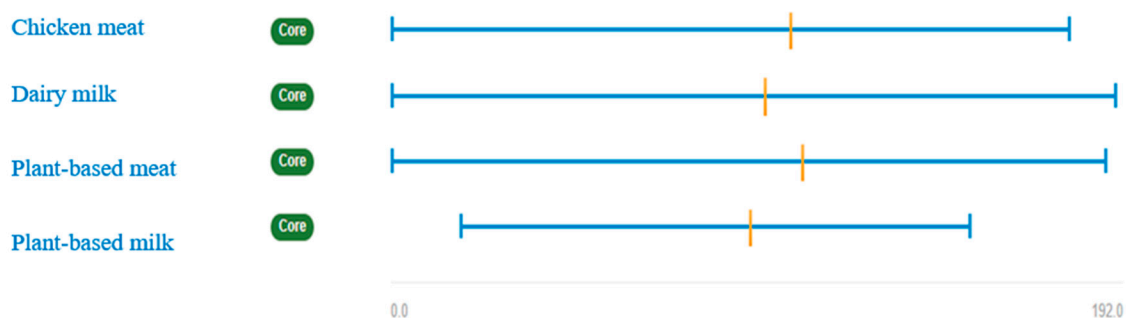 Chicken meat Core
Dairy milk Core
Plant-based meat Core
Plant-based milk Core
0.0 192.0